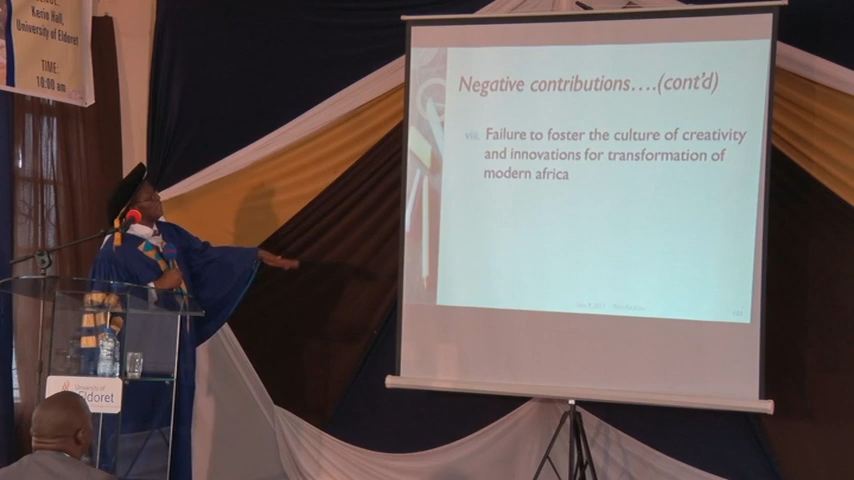 Kerio Hall,
University of Eldoret
TIME:
10:00 am
Negative contributions….(cont'd)
viii. Failure to foster the culture of creativity
and innovations for transformation of
modern africa
University of
Eldoret